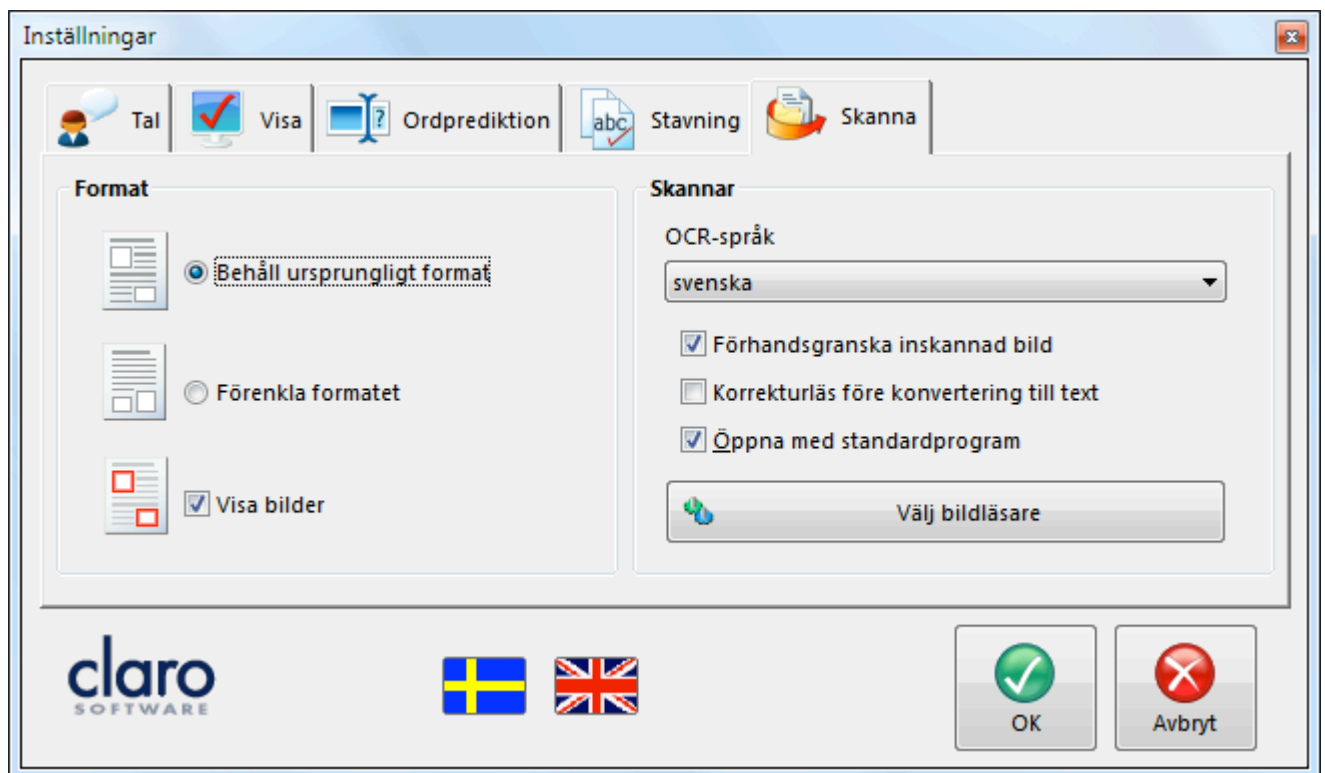 Inställningar
Tal
Visa
?
Ordprediktion
abc
Stavning
Skanna
Format
Behåll ursprungligt format
Förenkla formatet
Visa bilder
Skannar
OCR-språk
svenska
Förhandsgranska inskannad bild
Korrekturläs före konvertering till text
Öppna med standardprogram
Välj bildläsare
claro
SOFTWARE
OK
Avbryt